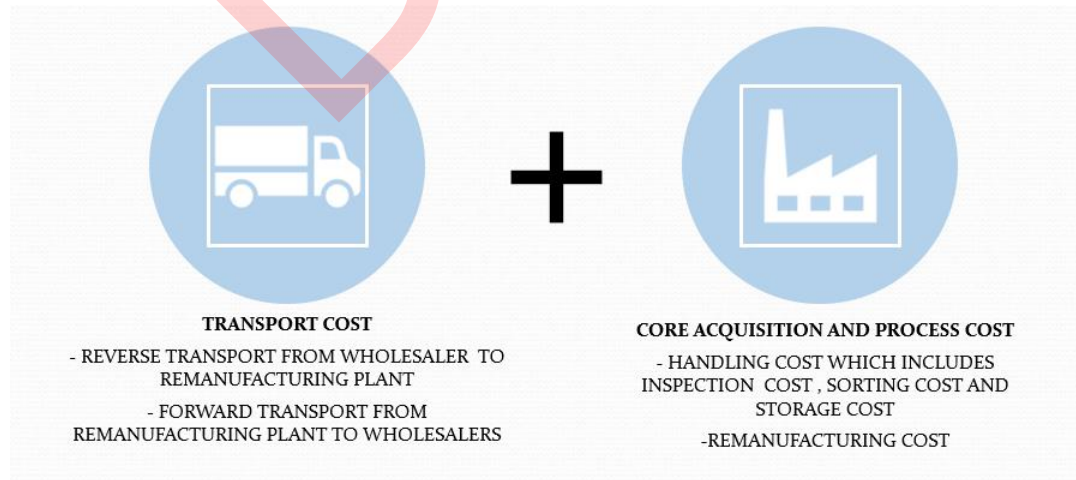 TRANSPORT COST
- REVERSE TRANSPORT FROM WHOLESALER TO
REMANUFACTURING PLANT
- FORWARD TRANSPORT FROM
REMANUFACTURING PLANT TO WHOLESALERS
CORE ACQUISITION AND PROCESS COST
- HANDLING COST WHICH INCLUDES
INSPECTION COST , SORTING COST AND
STORAGE COST
-REMANUFACTURING COST